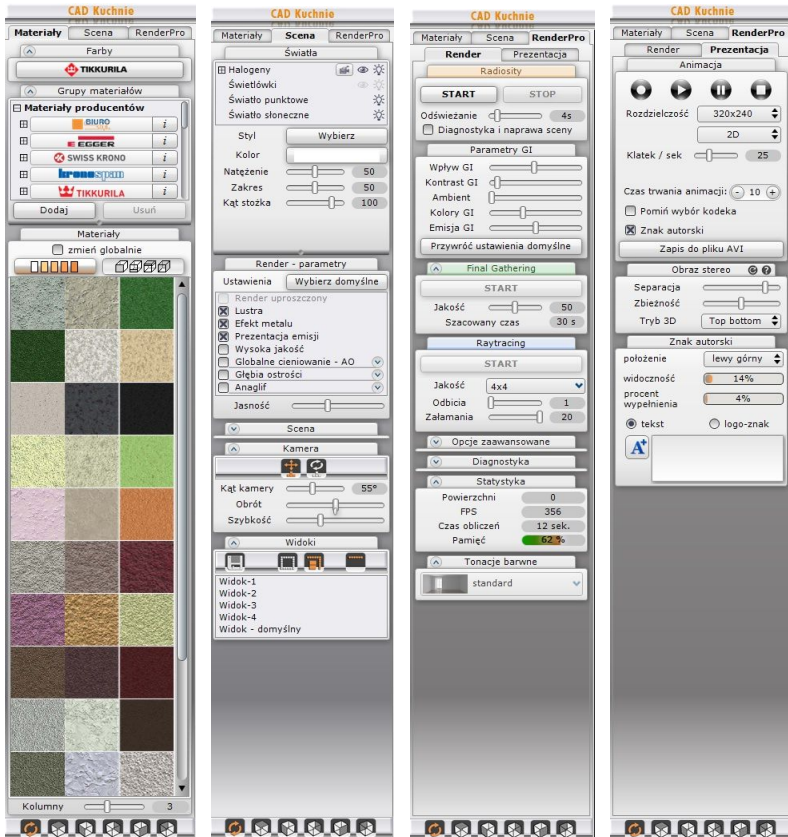 CAD Kuchnie
Materiały Scena RenderPro
Farby
TIKKURILA
Grupy materiałów
Materiały producentów
BIURO
EGGER i
SWISS KRONO i
kronospan i
TIKKURILA i
Dodaj Usuń
Materiały
zmień globalnie
Kolumny 3
CAD Kuchnie
Materiały Scena RenderPro
Światła
Halogeny
Świetlówki
Światło punktowe
Światło słoneczne
Styl Wybierz
Kolor
Natężenie 50
Zakres 50
Kąt stożka 100
Render - parametry
Ustawienia Wybierz domyślne
Render uproszczony
Lustra
Efekt metalu
Prezentacja emisji
Wysoka jakość
Globalne cieniowanie - AO
Głębia ostrości
Anaglif
Jasność
Scena
Kamera
Kąt kamery 55°
Obrót
Szybkość
Widoki
Widok-1
Widok-2
Widok-3
Widok-4
Widok - domyślny
CAD Kuchnie
Materiały Scena RenderPro
Render Prezentacja
Radiosity
START STOP
Odświeżanie 4s
Diagnostyka i naprawa sceny
Parametry GI
Wpływ GI
Kontrast GI
Ambient
Kolory GI
Emisja GI
Przywróć ustawienia domyślne
Final Gathering
START
Jakość 50
Szacowany czas 30 s
Raytracing
START
Jakość 4x4
Odbicia 1
Załamania 20
Opcje zaawansowane
Diagnostyka
Statystyka
Powierzchni 0
FPS 356
Czas obliczeń 12 sek.
Pamięć 62 %
Tonacje barwne
standard
CAD Kuchnie
Materiały Scena RenderPro
Render Prezentacja
Animacja
Rozdzielczość 320x240
2D
Klatek / sek 25
Czas trwania animacji: - 10 +
Pomiń wybór kodeka
Znak autorski
Zapis do pliku AVI
Obraz stereo
Separacja
Zbieżność
Tryb 3D Top bottom
Znak autorski
położenie lewy górny
widoczność 14%
procent
wypełnienia 4%
tekst logo-znak
A